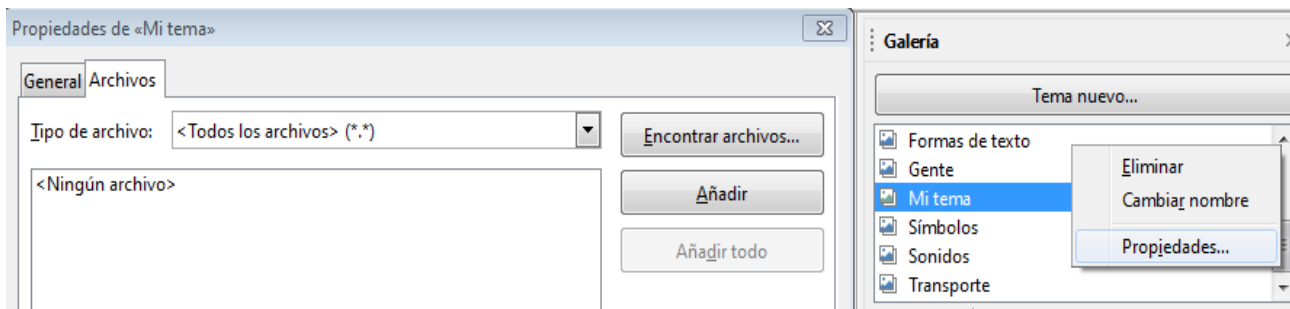 Propiedades de «Mi tema»
General Archivos
Tipo de archivo: <Todos los archivos> (*.*)
Encontrar archivos...
<Ningún archivo>
Añadir
Añadir todo
Galería
Tema nuevo...
Formas de texto
Gente
Mi tema
Símbolos
Sonidos
Transporte
Eliminar
Cambiar nombre
Propiedades...